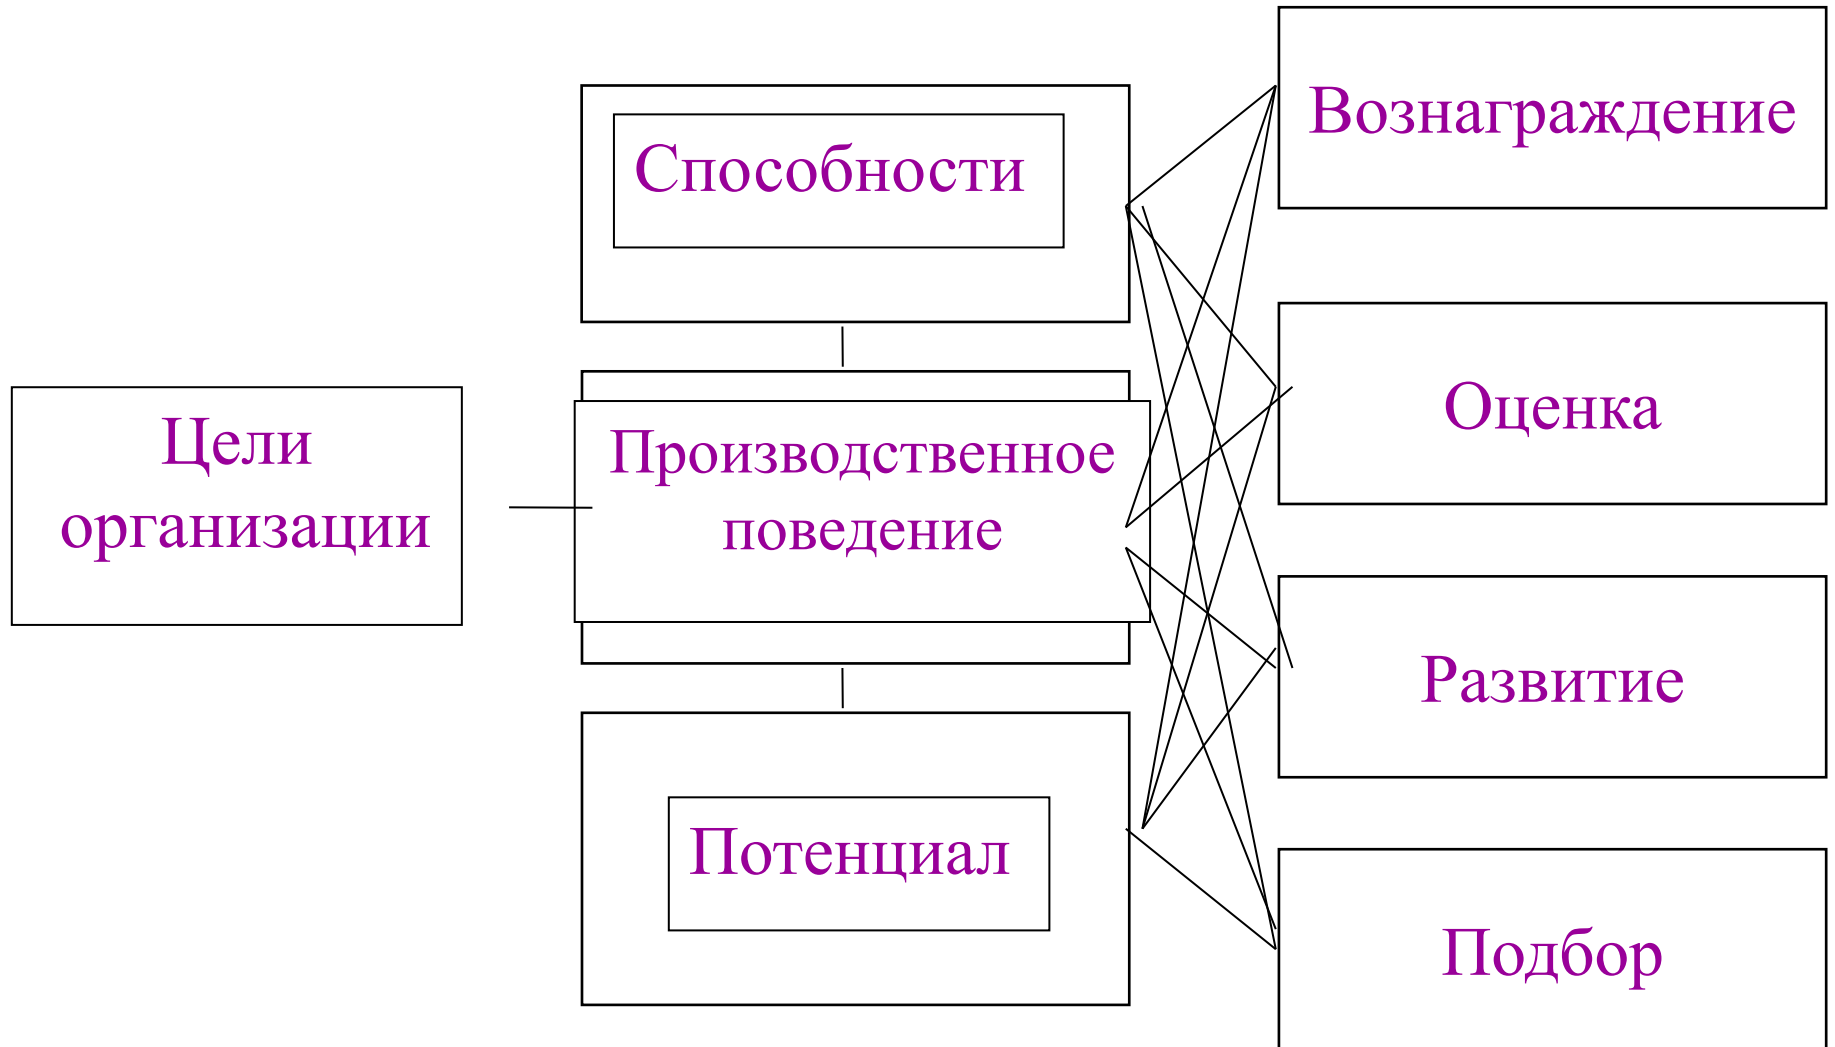 Цели
организации
Способности
Производственное
поведение
Потенциал
Вознаграждение
Оценка
Развитие
Подбор